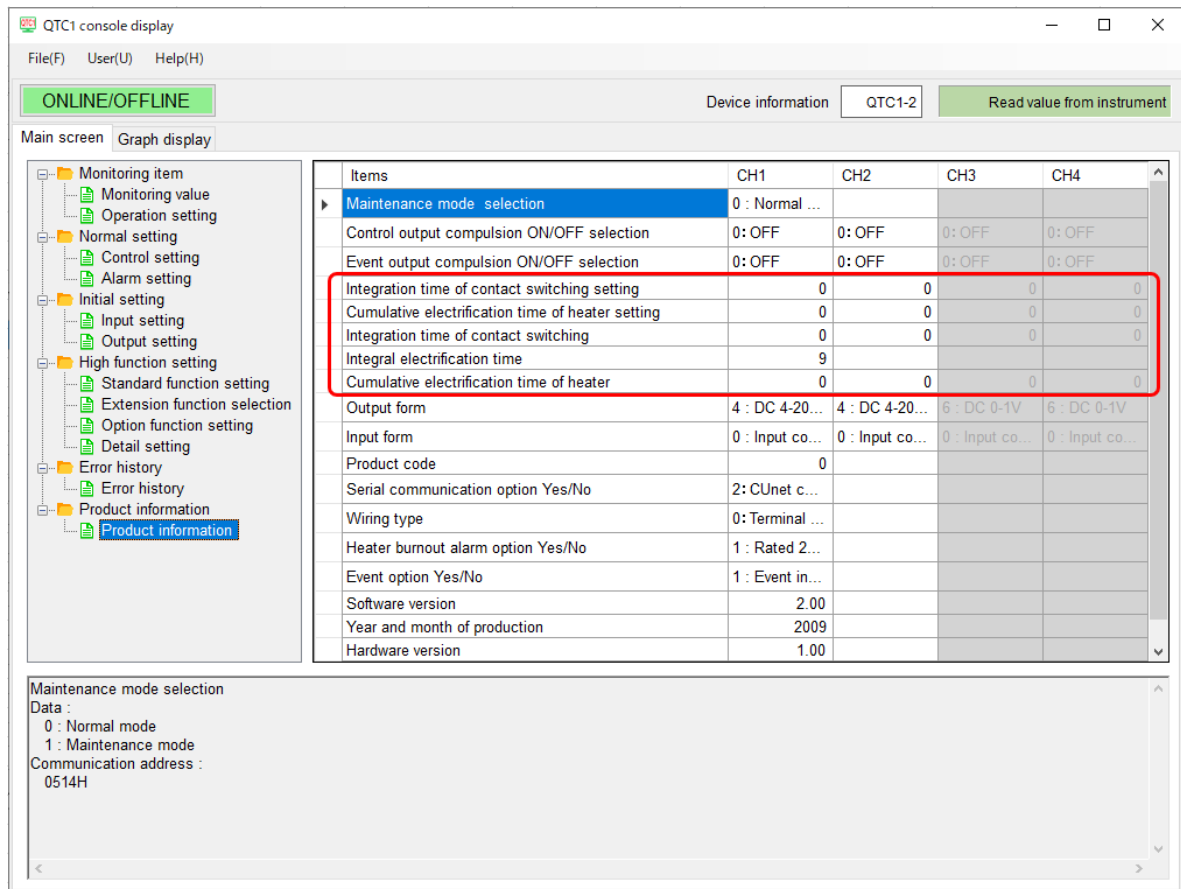 QTC1 console display
File(F) User(U) Help(H)
ONLINE/OFFLINE Device information QTC1-2 Read value from instrument
Main screen Graph display
Monitoring item
Monitoring value
Operation setting
Normal setting
Control setting
Alarm setting
Initial setting
Input setting
Output setting
High function setting
Standard function setting
Extension function selection
Option function setting
Detail setting
Error history
Error history
Product information
Product information
Items CH1 CH2 CH3 CH4
Maintenance mode selection 0 : Normal ...
Control output compulsion ON/OFF selection 0: OFF 0: OFF 0: OFF 0: OFF
Event output compulsion ON/OFF selection 0: OFF 0: OFF 0: OFF 0: OFF
Integration time of contact switching setting 0 0 0 0
Cumulative electrification time of heater setting 0 0 0 0
Integration time of contact switching 0 0 0 0
Integral electrification time 9
Cumulative electrification time of heater 0 0 0 0
Output form 4 : DC 4-20... 4 : DC 4-20... 6 : DC 0-1V 6 : DC 0-1V
Input form 0 : Input co... 0 : Input co... 0 : Input co... 0 : Input co...
Product code 0
Serial communication option Yes/No 2: CUnet c...
Wiring type 0: Terminal ...
Heater burnout alarm option Yes/No 1 : Rated 2...
Event option Yes/No 1 : Event in...
Software version 2.00
Year and month of production 2009
Hardware version 1.00
Maintenance mode selection
Data :
0 : Normal mode
1 : Maintenance mode
Communication address :
0514H